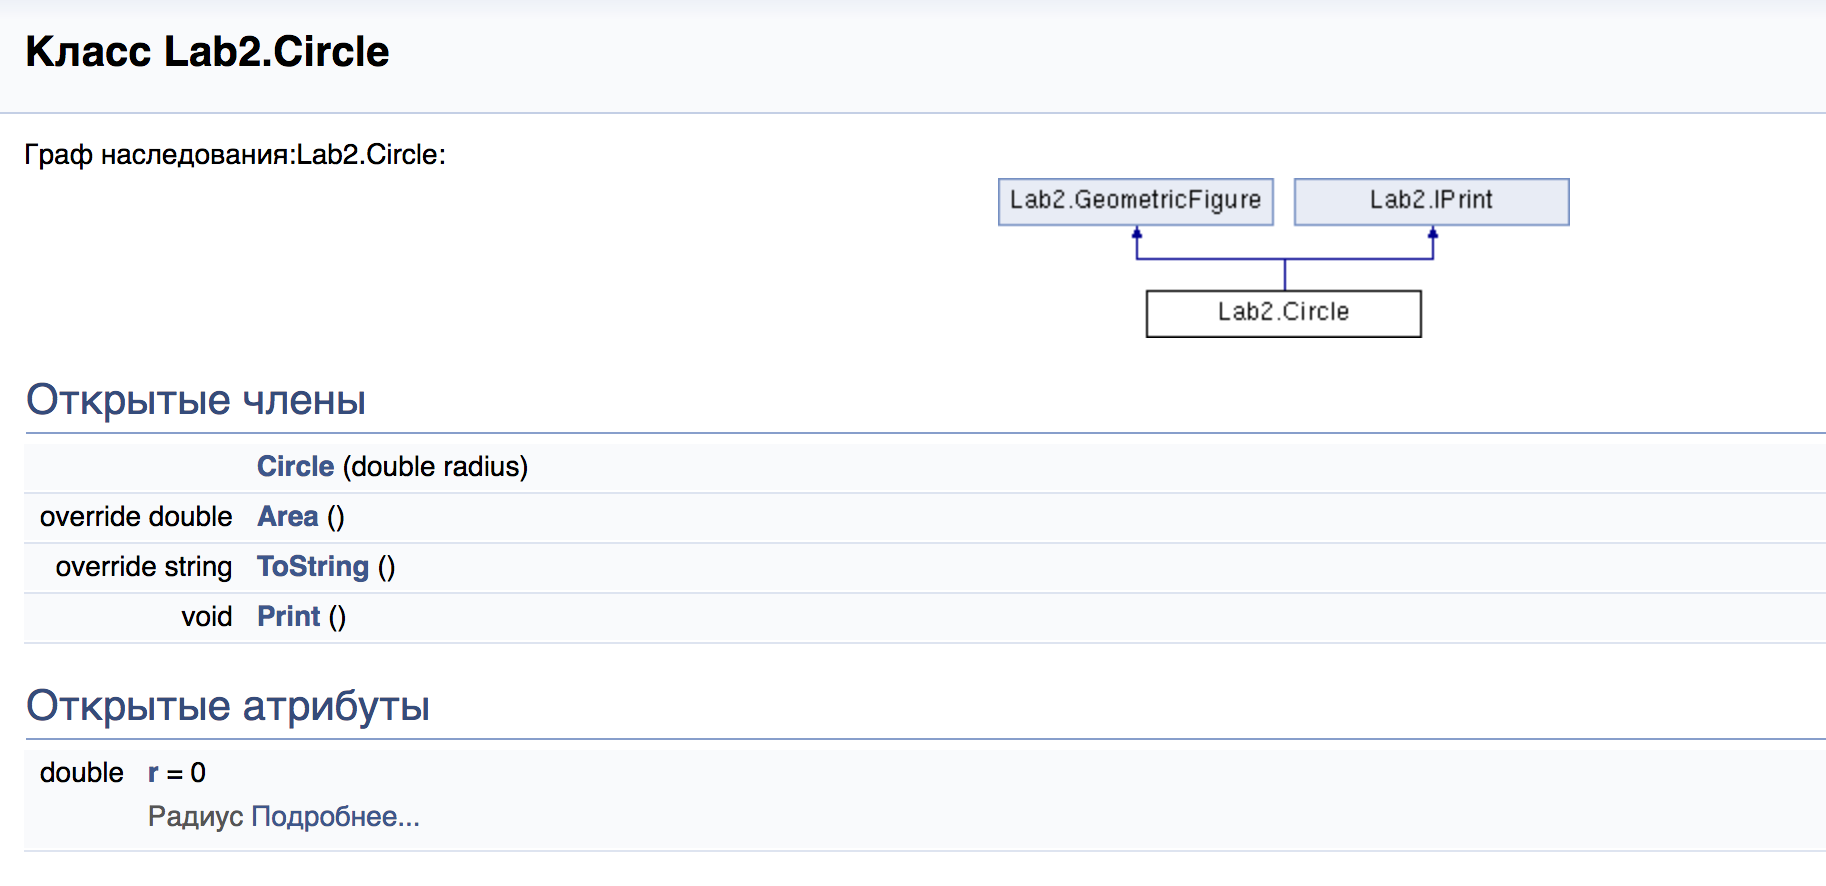 Класс Lab2.Circle
Граф наследования:Lab2.Circle:
Lab2.GeometricFigure Lab2.IPrint
Lab2.Circle
Открытые члены
Circle (double radius)
override double Area ()
override string ToString ()
void Print ()
Открытые атрибуты
double r = 0
Радиус Подробнее...